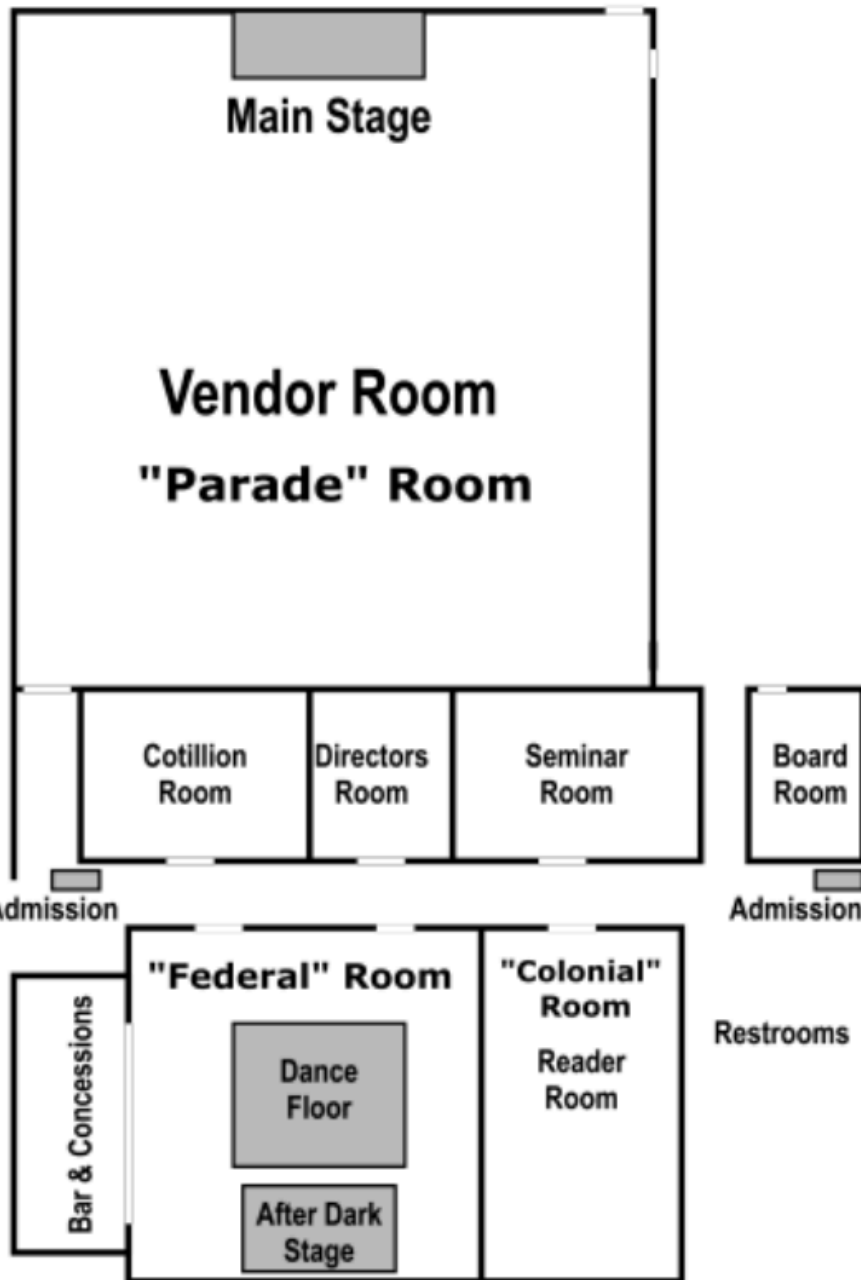 Main Stage
Vendor Room
"Parade" Room
Cotillion
Room
Directors
Room
Seminar
Room
Board
Room
Admission
Admission
"Federal" Room
"Colonial"
Room
Reader
Room
Restrooms
Bar & Concessions
Dance
Floor
After Dark
Stage